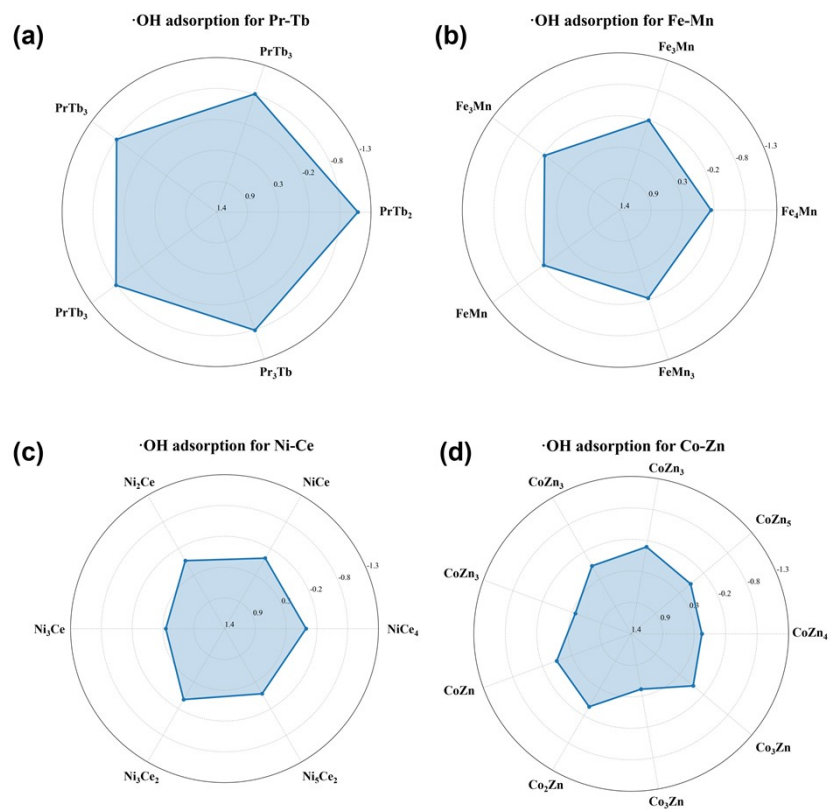 (a)
·OH adsorption for Pr-Tb
PrTb₃
PrTb₃
-1.3
-0.8
-0.2
0.3
0.9
1.4
PrTb₂
PrTb₃
Pr₃Tb
(b)
·OH adsorption for Fe-Mn
Fe₃Mn
Fe₃Mn
-1.3
-0.8
-0.2
0.3
0.9
1.4
Fe₄Mn
FeMn
FeMn₃
(c)
·OH adsorption for Ni-Ce
Ni₂Ce
NiCe
-1.3
-0.8
-0.2
0.3
0.9
1.4
Ni₃Ce
NiCe₄
Ni₃Ce₂
Ni₅Ce₂
(d)
·OH adsorption for Co-Zn
CoZn₃
CoZn₃
CoZn₅
-1.3
-0.8
-0.2
0.3
0.9
1.4
CoZn₃
CoZn₄
CoZn
Co₃Zn
Co₂Zn
Co₃Zn